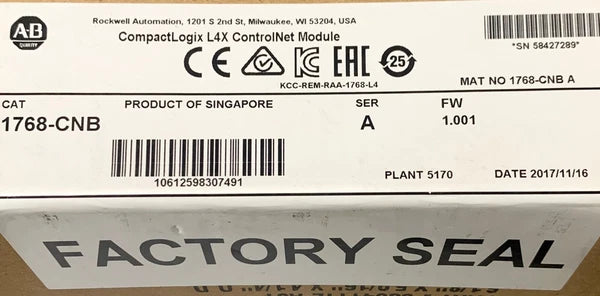 A-B
QUALITY
Rockwell Automation, 1201 S 2nd St, Milwaukee, WI 53204, USA
CompactLogix L4X ControlNet Module
*SN 58427289*
CE KC EAC 25
KCC-REM-RAA-1768-L4
MAT NO 1768-CNB A
CAT PRODUCT OF SINGAPORE SER FW
1768-CNB A 1.001
10612598307491
PLANT 5170 DATE 2017/11/16
FACTORY SEAL